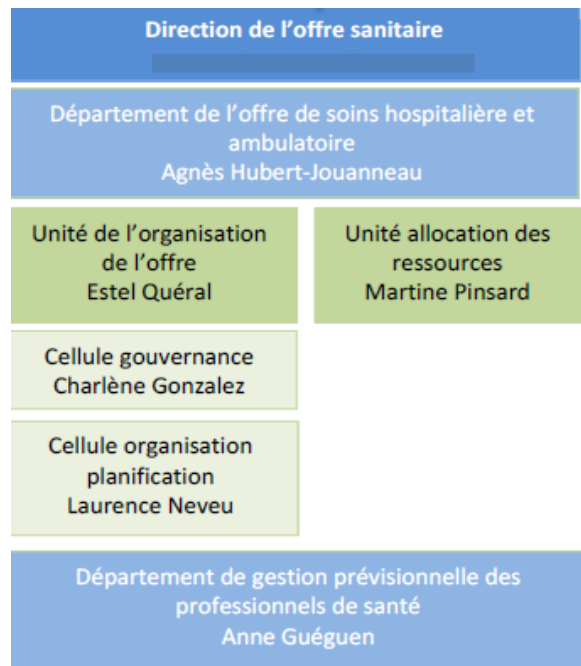 Direction de l'offre sanitaire
Département de l'offre de soins hospitalière et
ambulatoire
Agnès Hubert-Jouanneau
Unité de l'organisation
de l'offre
Estel Quéral
Unité allocation des
ressources
Martine Pinsard
Cellule gouvernance
Charlène Gonzalez
Cellule organisation
planification
Laurence Neveu
Département de gestion prévisionnelle des
professionnels de santé
Anne Guéguen